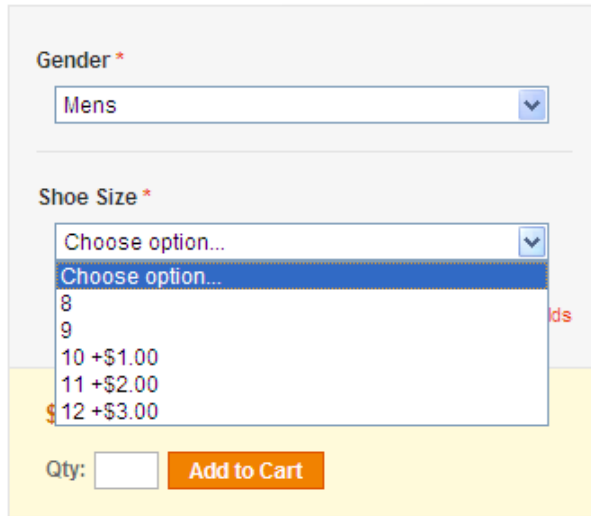 Gender *
Mens
Shoe Size *
Choose option...
Choose option...
8
9
lds
10 +$1.00
11 +$2.00
$
12 +$3.00
Qty:
Add to Cart